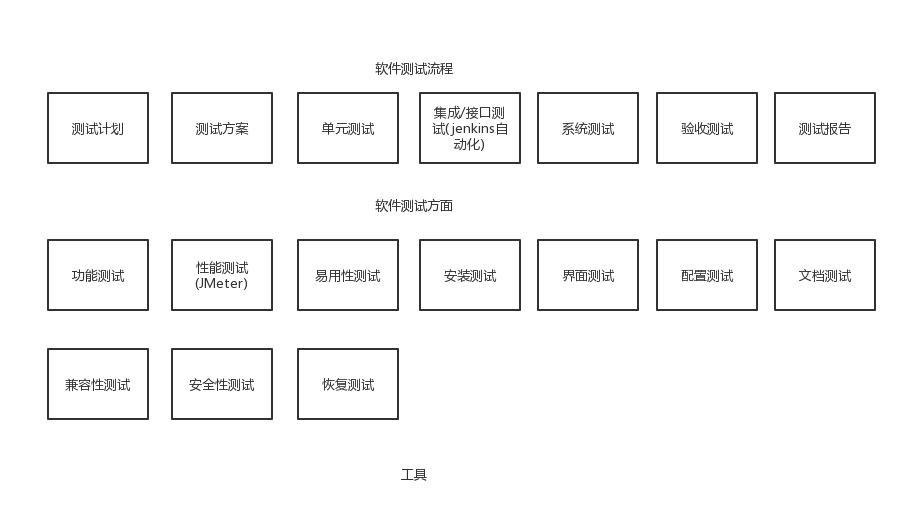 软件测试流程
测试计划
测试方案
单元测试
集成/接口测
试(jenkins自
动化)
系统测试
验收测试
测试报告
软件测试方面
功能测试
性能测试
(JMeter)
易用性测试
安装测试
界面测试
配置测试
文档测试
兼容性测试
安全性测试
恢复测试
工具